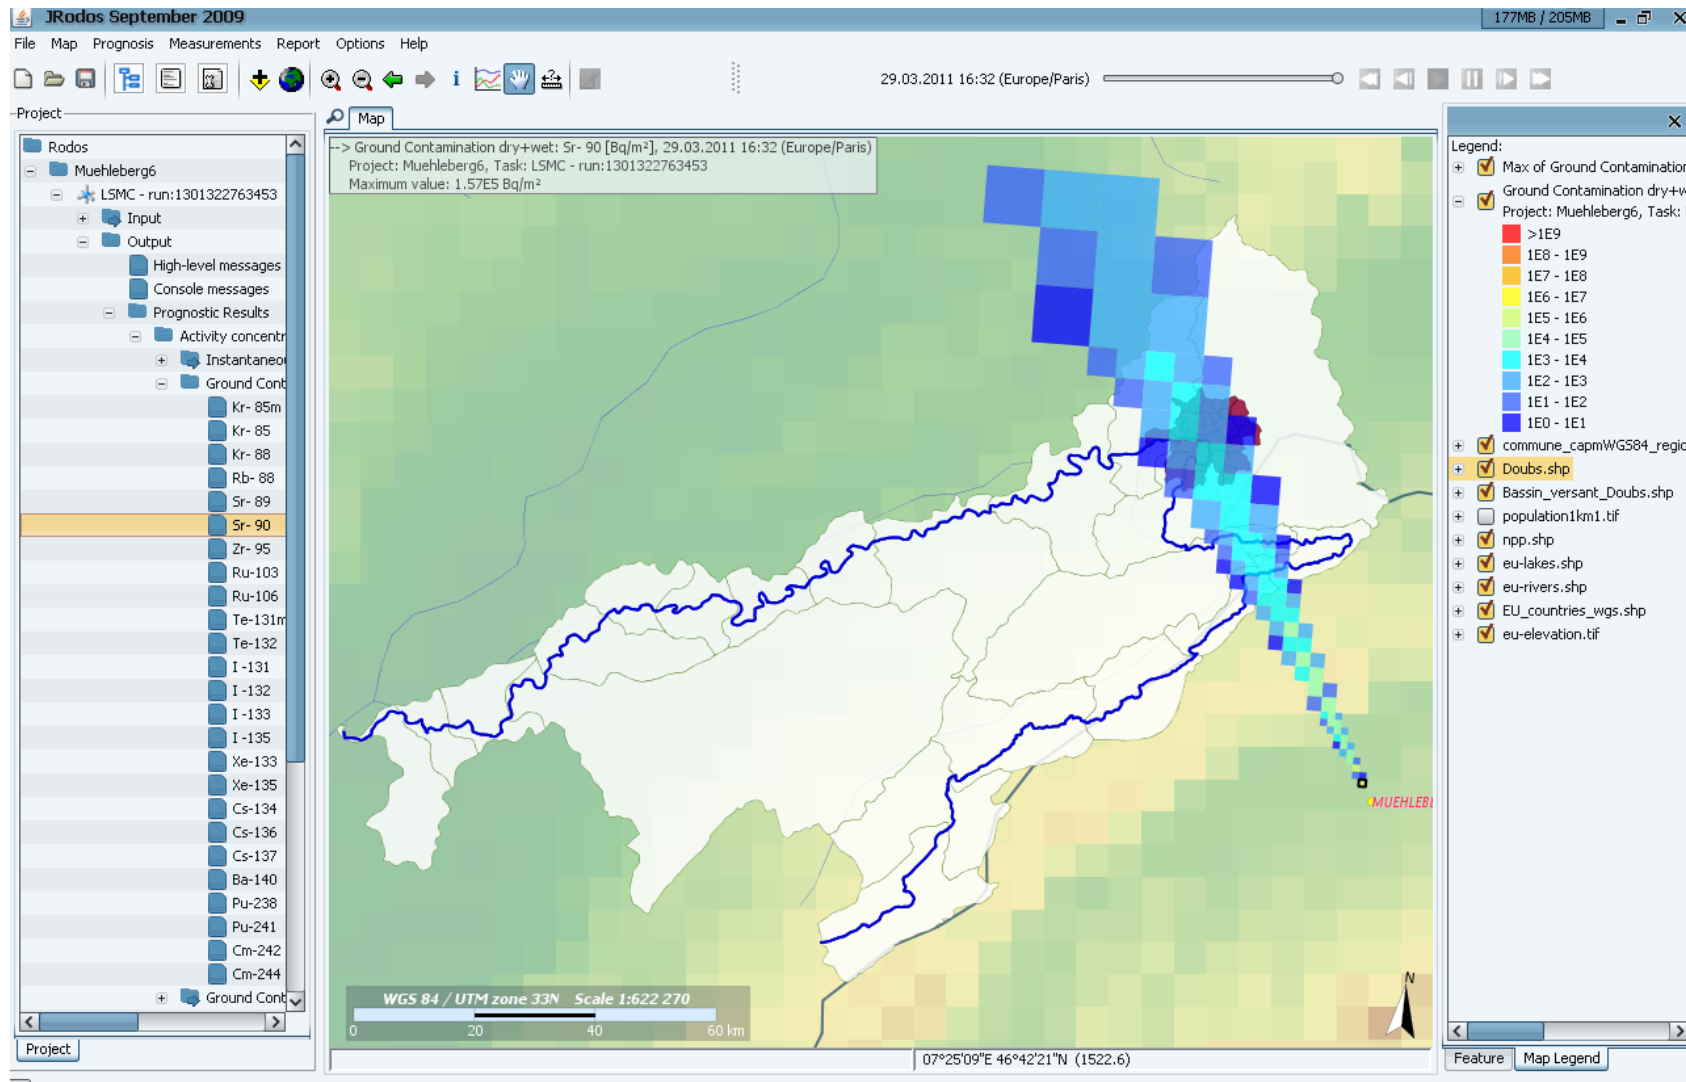 JRodos September 2009
177MB / 205MB
File Map Prognosis Measurements Report Options Help
29.03.2011 16:32 (Europe/Paris)
Project
Map
Rodos
Muehleberg6
LSMC - run:1301322763453
Input
Output
High-level messages
Console messages
Prognostic Results
Activity concentr
Instantaneou
Ground Cont
Kr- 85m
Kr- 85
Kr- 88
Rb- 88
Sr- 89
Sr- 90
Zr- 95
Ru-103
Ru-106
Te-131m
Te-132
I -131
I -132
I -133
I -135
Xe-133
Xe-135
Cs-134
Cs-136
Cs-137
Ba-140
Pu-238
Pu-241
Cm-242
Cm-244
Ground Cont
Project
--> Ground Contamination dry+wet: Sr- 90 [Bq/m²], 29.03.2011 16:32 (Europe/Paris)
Project: Muehleberg6, Task: LSMC - run:1301322763453
Maximum value: 1.57E5 Bq/m²
MUEHLEBE
N
WGS 84 / UTM zone 33N Scale 1:622 270
0 20 40 60 km
07°25'09"E 46°42'21"N (1522.6)
Legend:
Max of Ground Contamination
Ground Contamination dry+w
Project: Muehleberg6, Task:
>1E9
1E8 - 1E9
1E7 - 1E8
1E6 - 1E7
1E5 - 1E6
1E4 - 1E5
1E3 - 1E4
1E2 - 1E3
1E1 - 1E2
1E0 - 1E1
commune_capmWGS84_regio
Doubs.shp
Bassin_versant_Doubs.shp
population1km1.tif
npp.shp
eu-lakes.shp
eu-rivers.shp
EU_countries_wgs.shp
eu-elevation.tif
Feature Map Legend